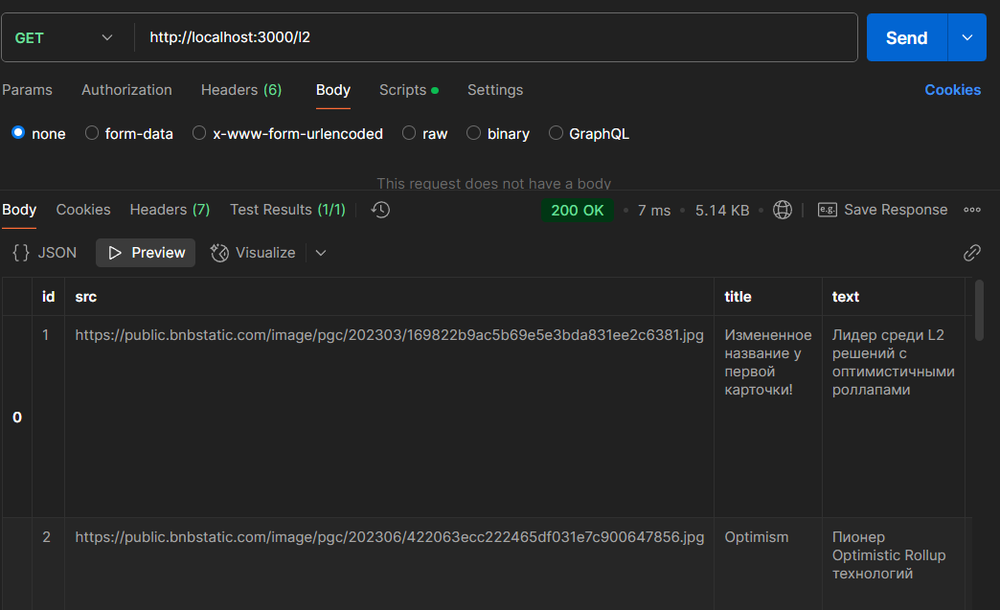 GET http://localhost:3000/l2 Send
Params Authorization Headers (6) Body Scripts Settings Cookies
none form-data x-www-form-urlencoded raw binary GraphQL
This request does not have a body
Body Cookies Headers (7) Test Results (1/1) 200 OK 7 ms 5.14 KB e.g. Save Response
{} JSON Preview Visualize
id src title text
0
1
https://public.bnbstatic.com/image/pgc/202303/169822b9ac5b69e5e3bda831ee2c6381.jpg
Измененное
название у
первой
карточки!
Лидер среди L2
решений с
оптимистичными
роллапами
2
https://public.bnbstatic.com/image/pgc/202306/422063ecc222465df031e7c900647856.jpg
Optimism
Пионер
Optimistic Rollup
технологий